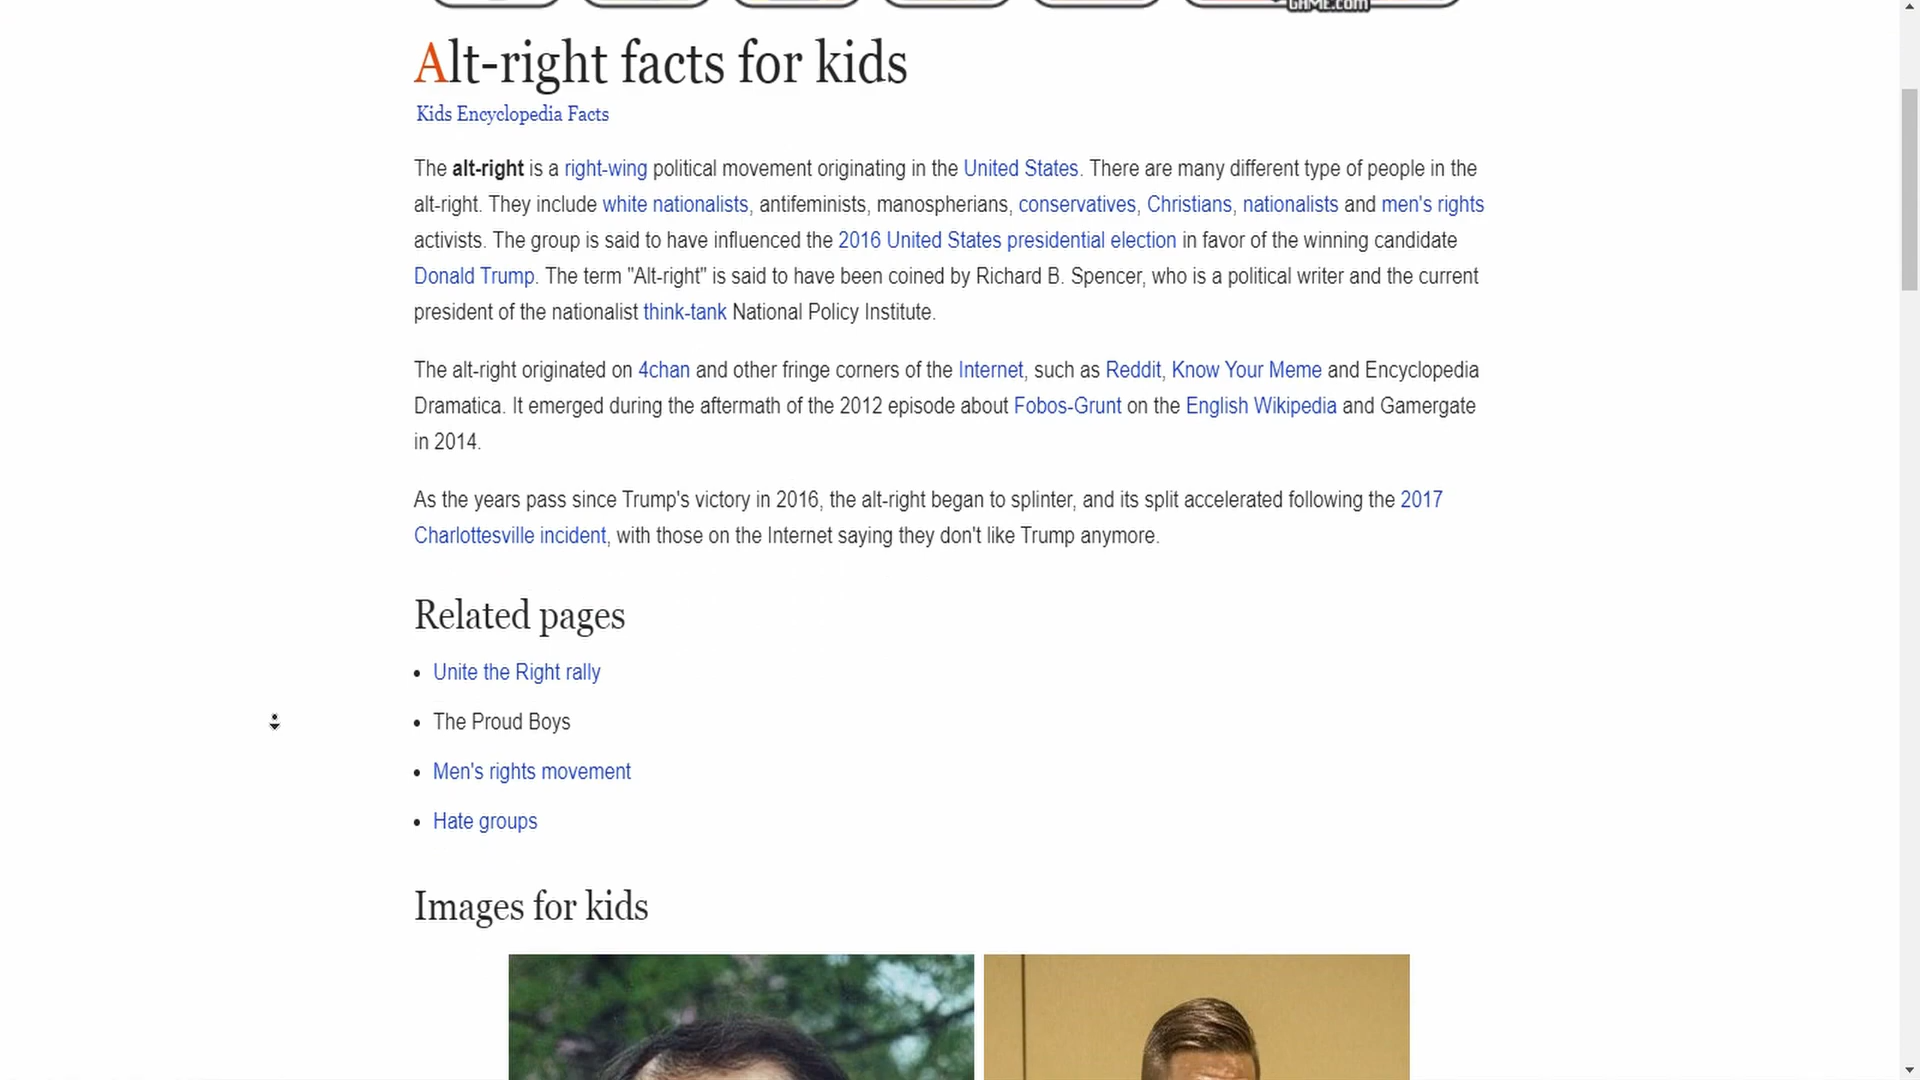 GAME.COM
Alt-right facts for kids
Kids Encyclopedia Facts
The alt-right is a right-wing political movement originating in the United States. There are many different type of people in the
alt-right. They include white nationalists, antifeminists, manospherians, conservatives, Christians, nationalists and men's rights
activists. The group is said to have influenced the 2016 United States presidential election in favor of the winning candidate
Donald Trump. The term "Alt-right" is said to have been coined by Richard B. Spencer, who is a political writer and the current
president of the nationalist think-tank National Policy Institute.
The alt-right originated on 4chan and other fringe corners of the Internet, such as Reddit, Know Your Meme and Encyclopedia
Dramatica. It emerged during the aftermath of the 2012 episode about Fobos-Grunt on the English Wikipedia and Gamergate
in 2014.
As the years pass since Trump's victory in 2016, the alt-right began to splinter, and its split accelerated following the 2017
Charlottesville incident, with those on the Internet saying they don't like Trump anymore.
Related pages
• Unite the Right rally
• The Proud Boys
• Men's rights movement
• Hate groups
Images for kids